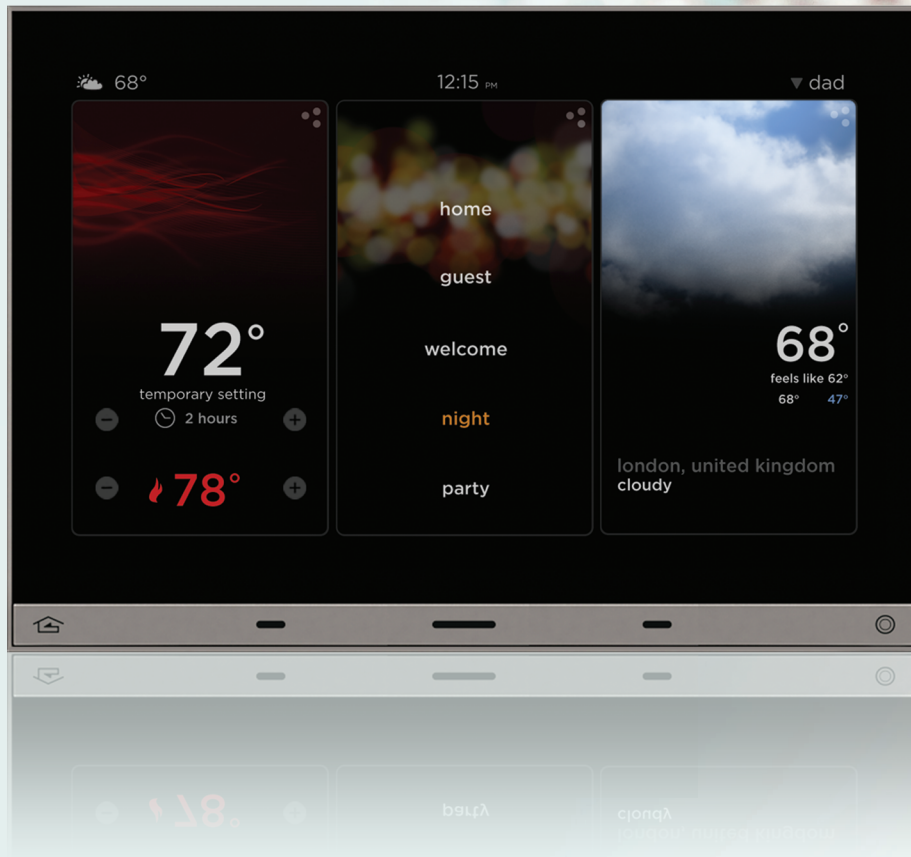 68°
12:15 PM
dad
72°
temporary setting
2 hours
78°
home
guest
welcome
night
party
68°
feels like 62°
68° 47°
london, united kingdom
cloudy